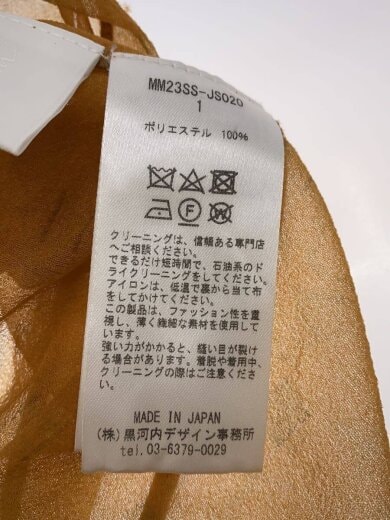 MM23SS-JS020
1
ポリエステル 100%
クリーニングは、信頼ある専門店
へご相談ください。
できるだけ短時間で、石油系のド
ライクリーニングをしてください。
アイロンは、低温で裏から当て布
をしてかけてください。
この製品は、ファッション性を重
視し、薄く繊細な素材を使用して
います。
強い力がかかると、縫い目が裂け
る場合があります。着脱や着用中、
クリーニングの際はご注意くださ
い。
MADE IN JAPAN
(株)黒河内デザイン事務所
tel. 03-6379-0029